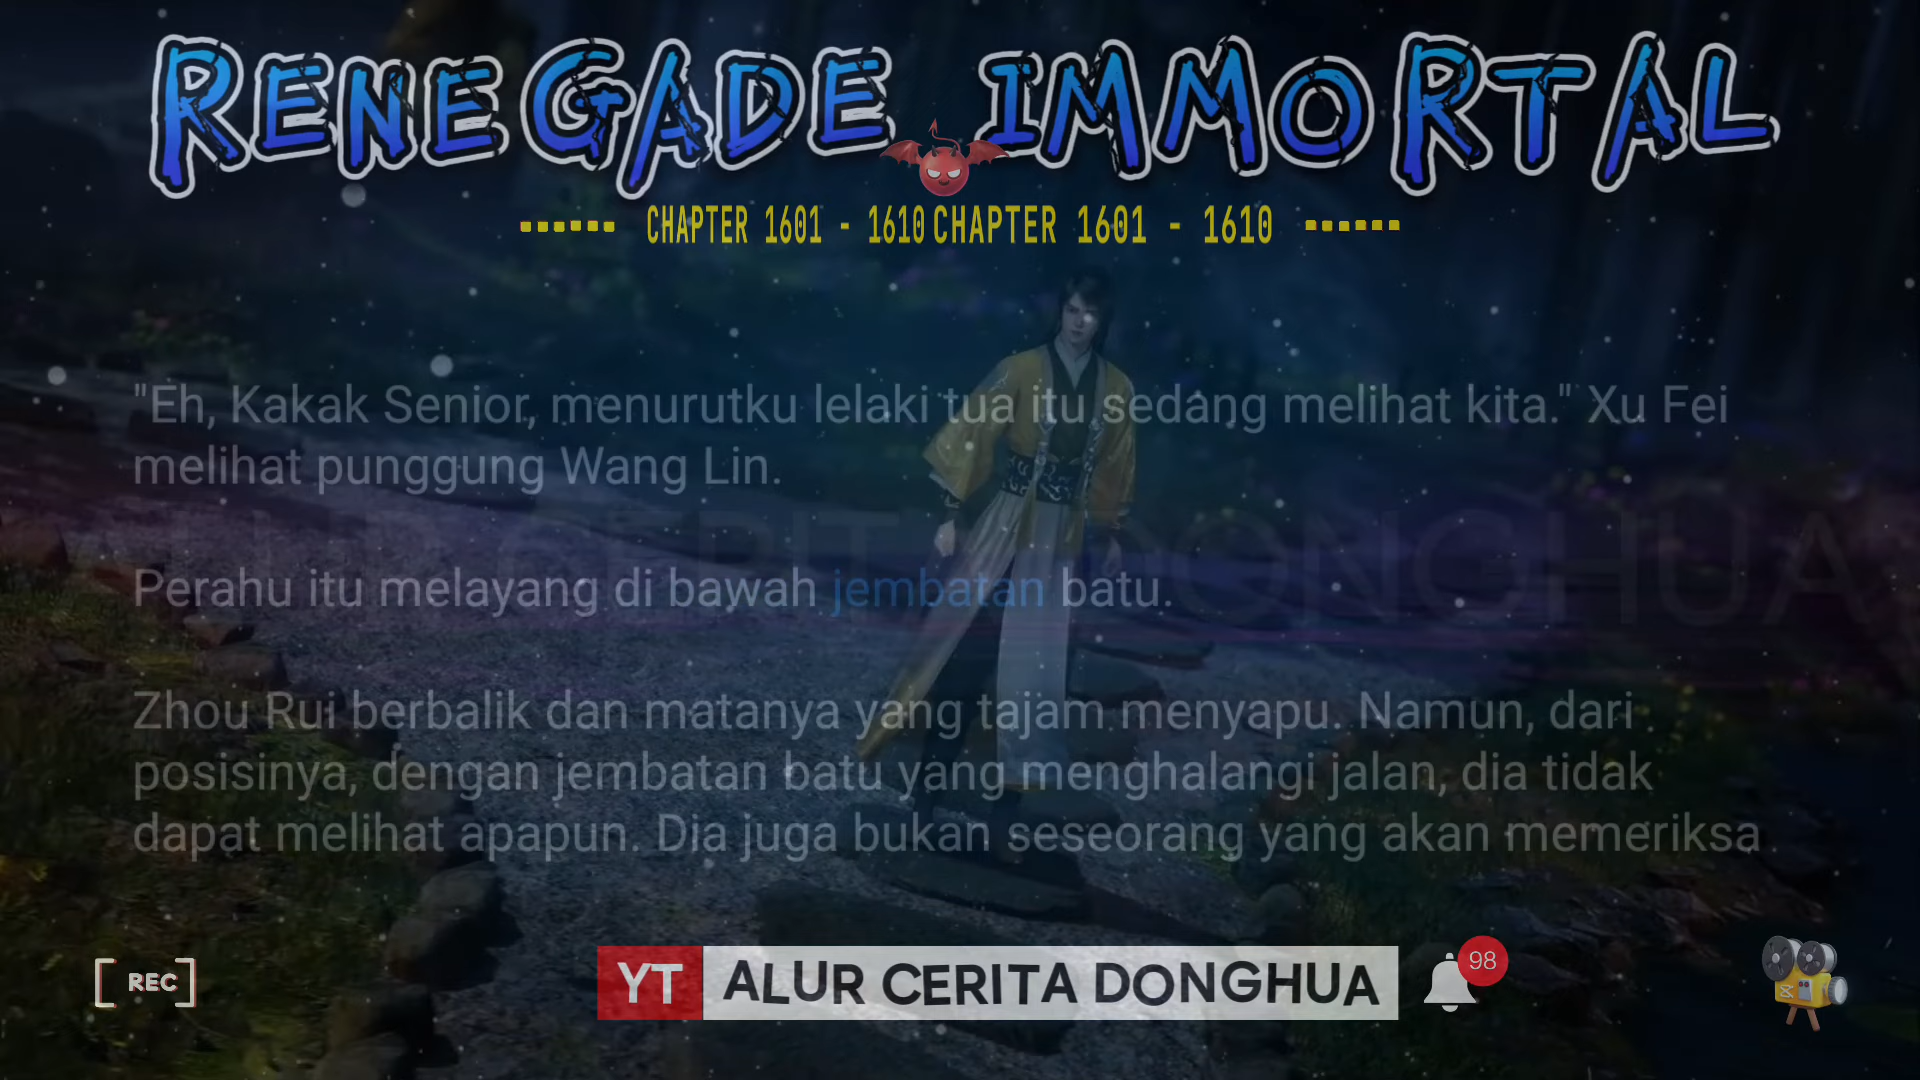 RENEGADE IMMORTAL
CHAPTER 1601 - 1610 CHAPTER 1601 - 1610
"Eh, Kakak Senior, menurutku lelaki tua itu sedang melihat kita." Xu Fei
melihat punggung Wang Lin.
CERITA DONGHUA
Perahu itu melayang di bawah jembatan batu.
Zhou Rui berbalik dan matanya yang tajam menyapu. Namun, dari
posisinya, dengan jembatan batu yang menghalangi jalan, dia tidak
dapat melihat apapun. Dia juga bukan seseorang yang akan memeriksa
[ REC ]
YT ALUR CERITA DONGHUA
98